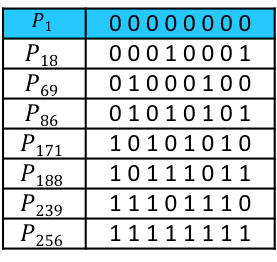 P1 0 0 0 0 0 0 0 0
P18 0 0 0 1 0 0 0 1
P69 0 1 0 0 0 1 0 0
P86 0 1 0 1 0 1 0 1
P171 1 0 1 0 1 0 1 0
P188 1 0 1 1 1 0 1 1
P239 1 1 1 0 1 1 1 0
P256 1 1 1 1 1 1 1 1